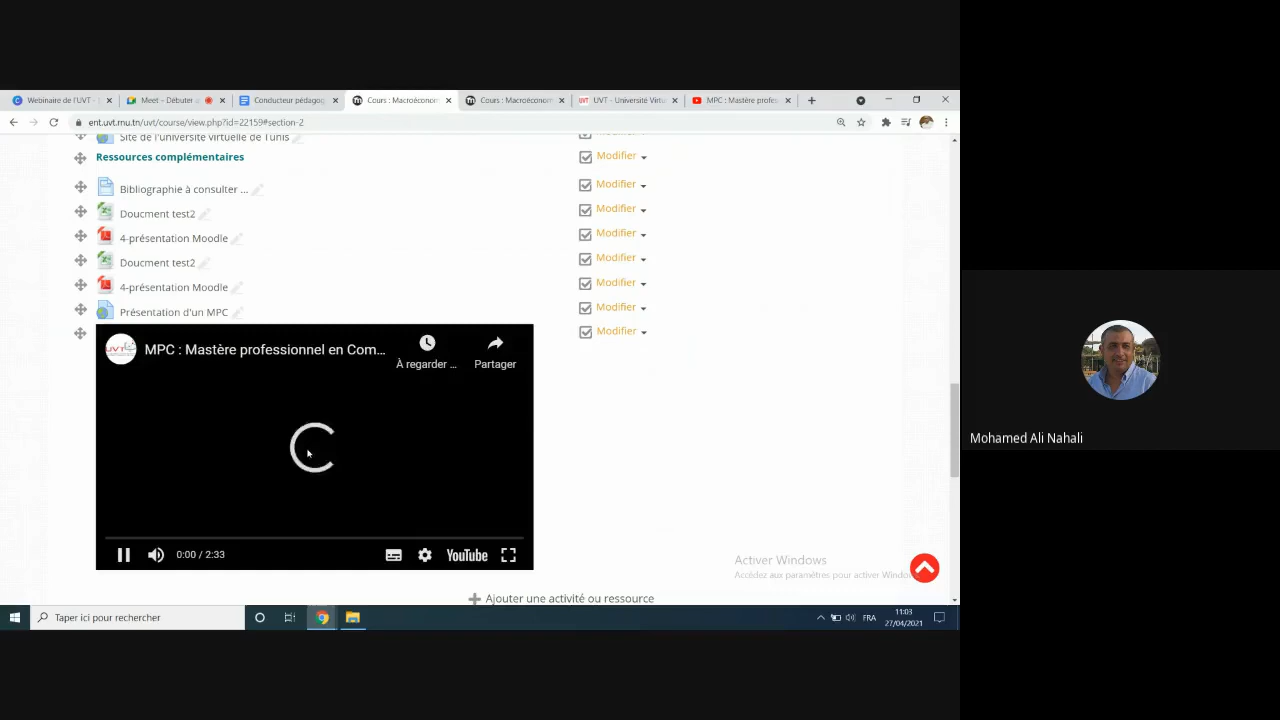 Webinaire de l'UVT -
Meet – Débuter
Conducteur pédagog
Cours : Macroéconom
Cours : Macroéconom
UVT - Université Virtu
MPC : Mastère profes
ent.uvt.rnu.tn/uvt/course/view.php?id=22159#section-2
Site de l'université virtuelle de Tunis
Ressources complémentaires Modifier
Bibliographie à consulter ... Modifier
Doucment test2 Modifier
4-présentation Moodle Modifier
Doucment test2 Modifier
4-présentation Moodle Modifier
Présentation d'un MPC Modifier
Modifier
MPC : Mastère professionnel en Com...
À regarder ... Partager
0:00 / 2:33 YouTube
Mohamed Ali Nahali
Activer Windows
Accédez aux paramètres pour activer Windows
Ajouter une activité ou ressource
Taper ici pour rechercher
FRA
11:03
27/04/2021